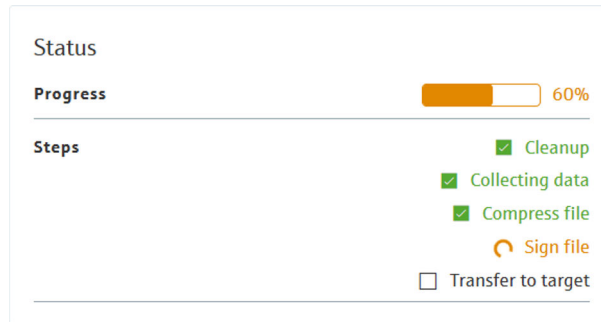 Status
Progress 60%
Steps Cleanup
Collecting data
Compress file
Sign file
Transfer to target